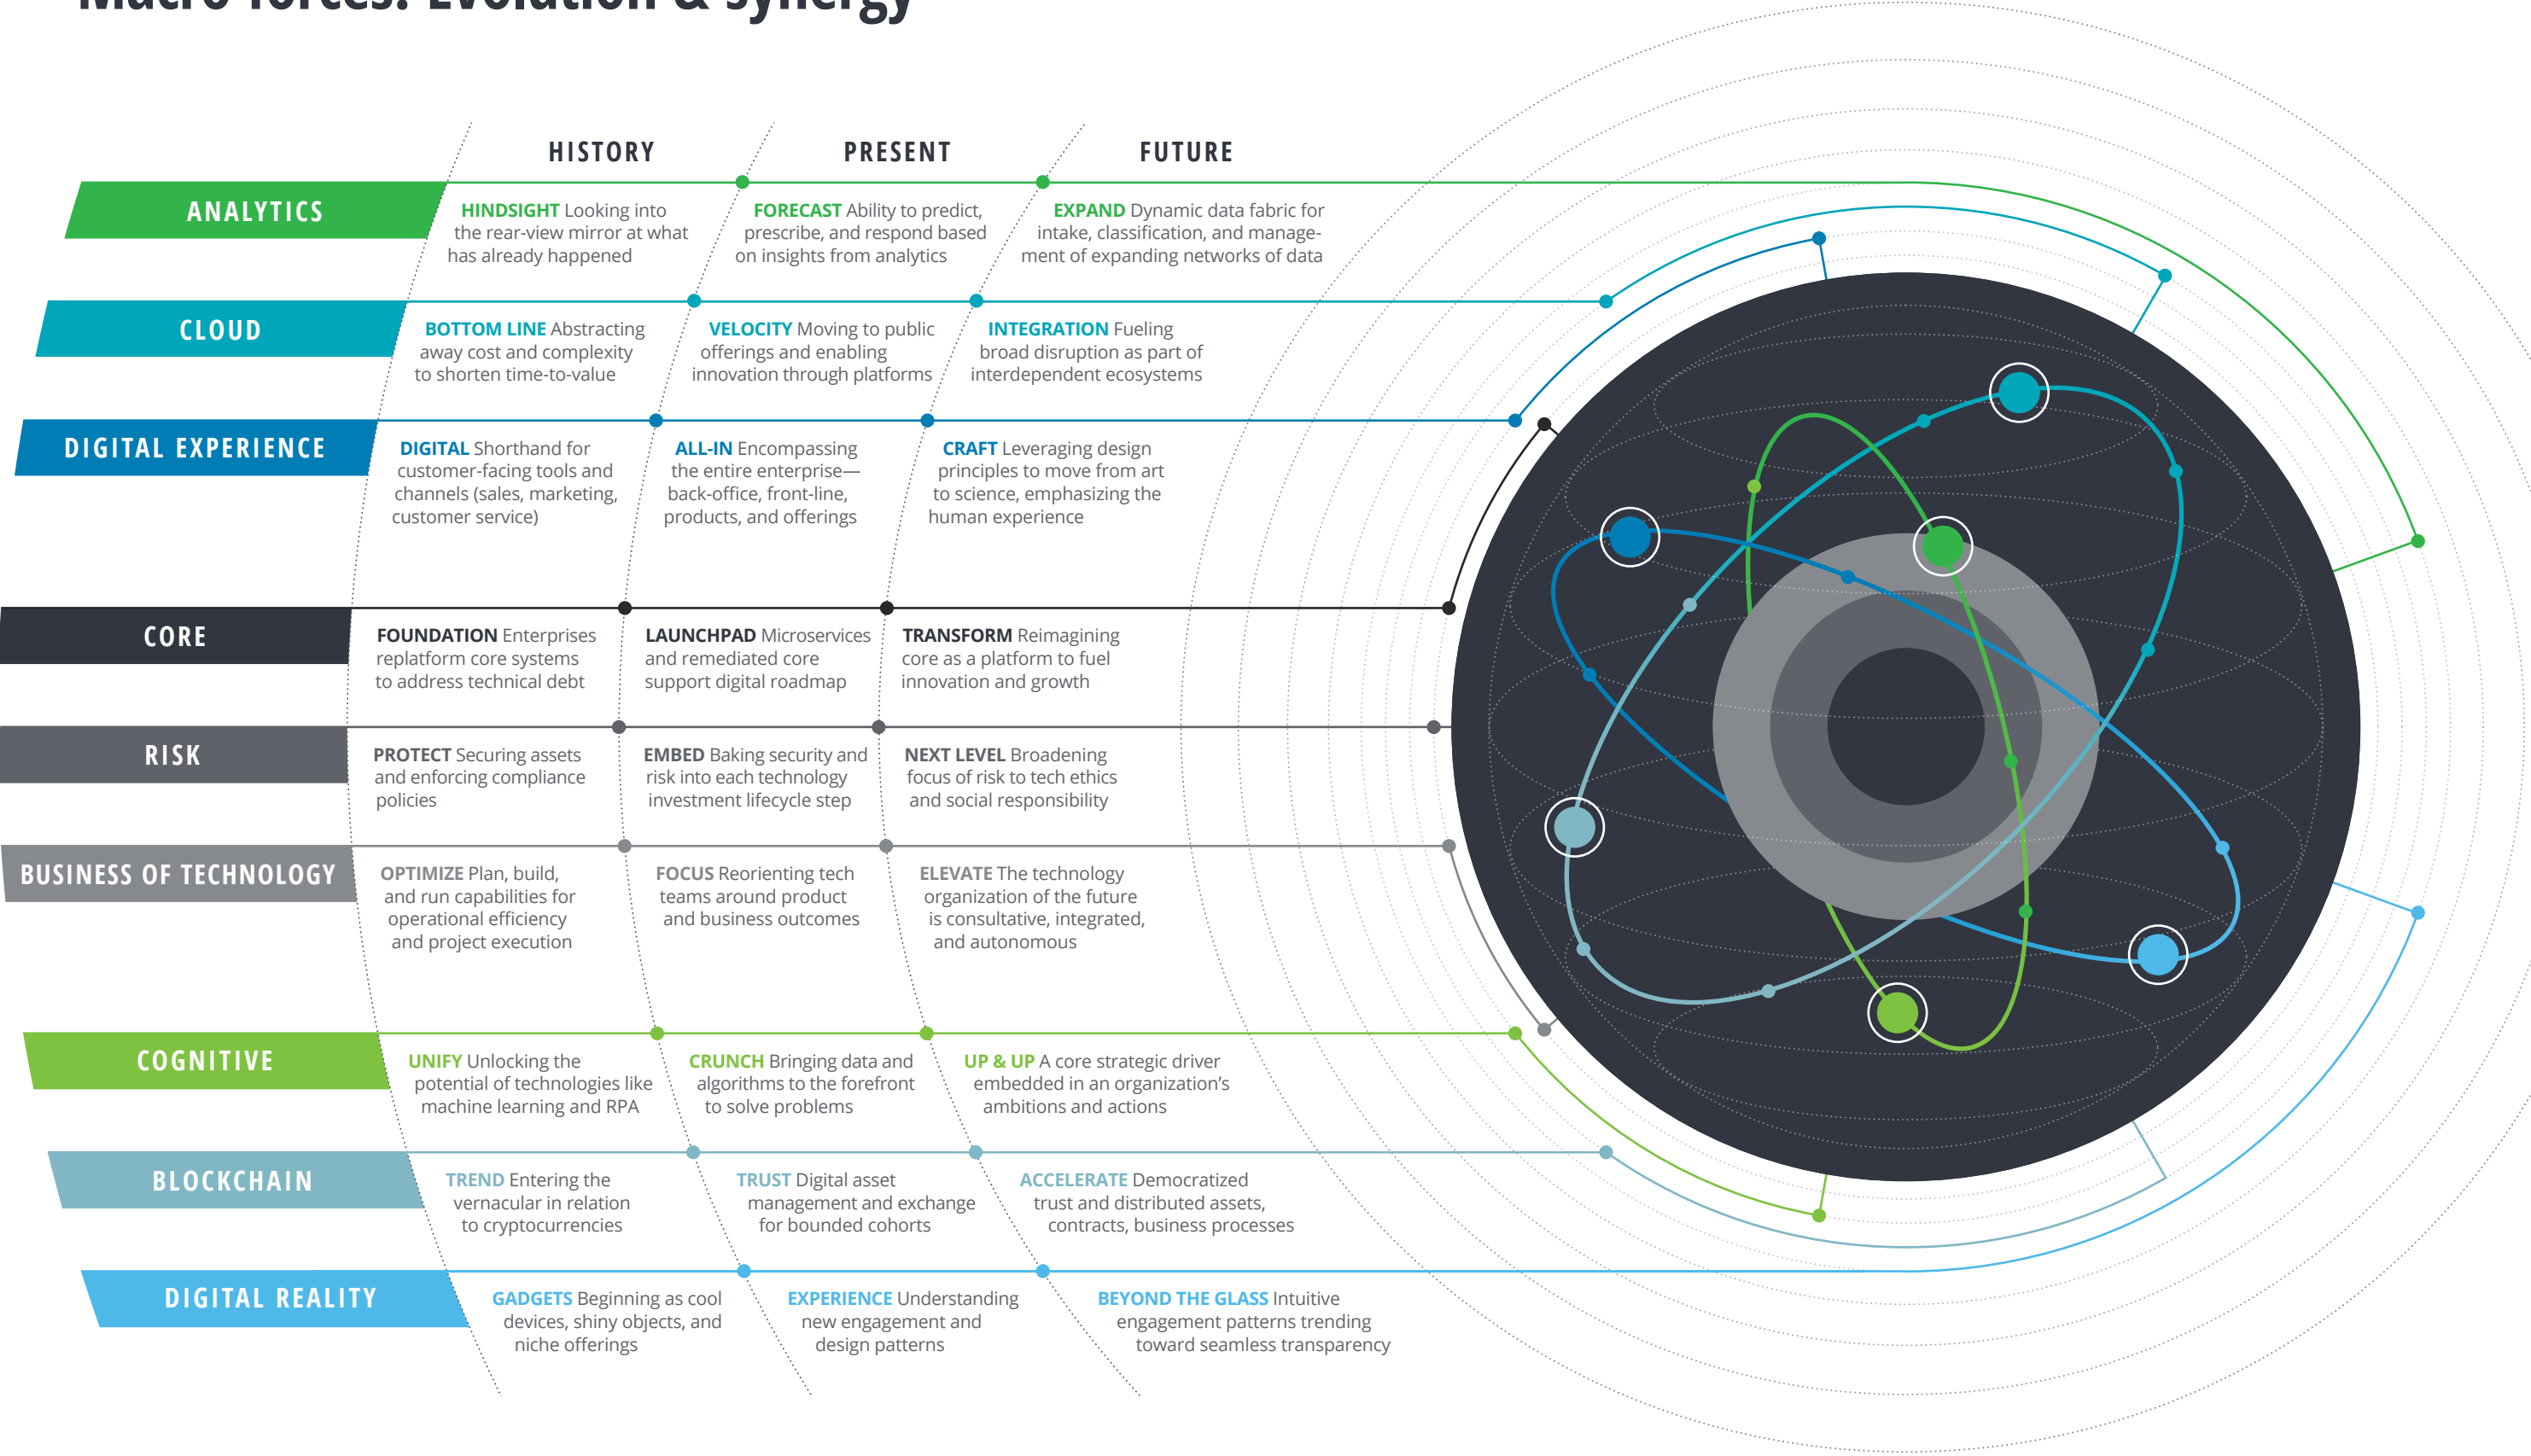 Macro forces: Evolution & synergy
HISTORY
PRESENT
FUTURE
ANALYTICS
HINDSIGHT Looking into
the rear-view mirror at what
has already happened
FORECAST Ability to predict,
prescribe, and respond based
on insights from analytics
EXPAND Dynamic data fabric for
intake, classification, and manage-
ment of expanding networks of data
CLOUD
BOTTOM LINE Abstracting
away cost and complexity
to shorten time-to-value
VELOCITY Moving to public
offerings and enabling
innovation through platforms
INTEGRATION Fueling
broad disruption as part of
interdependent ecosystems
DIGITAL EXPERIENCE
DIGITAL Shorthand for
customer-facing tools and
channels (sales, marketing,
customer service)
ALL-IN Encompassing
the entire enterprise—
back-office, front-line,
products, and offerings
CRAFT Leveraging design
principles to move from art
to science, emphasizing the
human experience
CORE
FOUNDATION Enterprises
replatform core systems
to address technical debt
LAUNCHPAD Microservices
and remediated core
support digital roadmap
TRANSFORM Reimagining
core as a platform to fuel
innovation and growth
RISK
PROTECT Securing assets
and enforcing compliance
policies
EMBED Baking security and
risk into each technology
investment lifecycle step
NEXT LEVEL Broadening
focus of risk to tech ethics
and social responsibility
BUSINESS OF TECHNOLOGY
OPTIMIZE Plan, build,
and run capabilities for
operational efficiency
and project execution
FOCUS Reorienting tech
teams around product
and business outcomes
ELEVATE The technology
organization of the future
is consultative, integrated,
and autonomous
COGNITIVE
UNIFY Unlocking the
potential of technologies like
machine learning and RPA
CRUNCH Bringing data and
algorithms to the forefront
to solve problems
UP & UP A core strategic driver
embedded in an organization’s
ambitions and actions
BLOCKCHAIN
TREND Entering the
vernacular in relation
to cryptocurrencies
TRUST Digital asset
management and exchange
for bounded cohorts
ACCELERATE Democratized
trust and distributed assets,
contracts, business processes
DIGITAL REALITY
GADGETS Beginning as cool
devices, shiny objects, and
niche offerings
EXPERIENCE Understanding
new engagement and
design patterns
BEYOND THE GLASS Intuitive
engagement patterns trending
toward seamless transparency